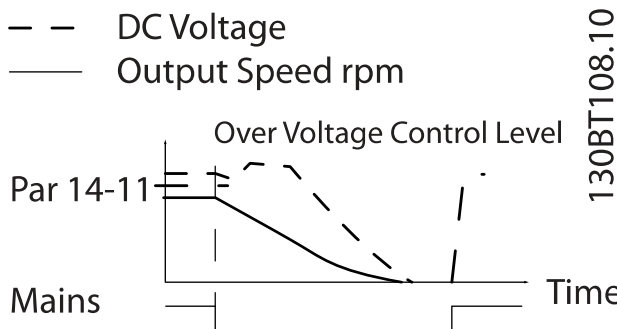 DC Voltage
Output Speed rpm
130BT108.10
Over Voltage Control Level
Par 14-11
Time
Mains